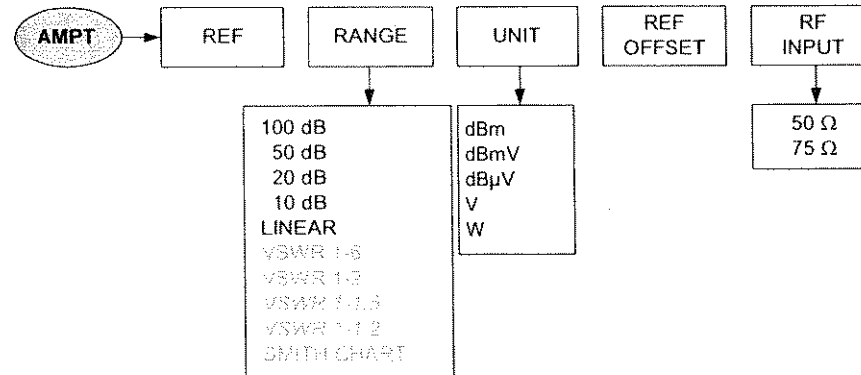 AMPT
REF
RANGE
UNIT
REF
OFFSET
RF
INPUT
100 dB
50 dB
20 dB
10 dB
LINEAR
VSWR 1-6
VSWR 1-2
VSWR 1-1.5
VSWR 1-1.2
SMITH CHART
dBm
dBmV
dBµV
V
W
50 Ω
75 Ω